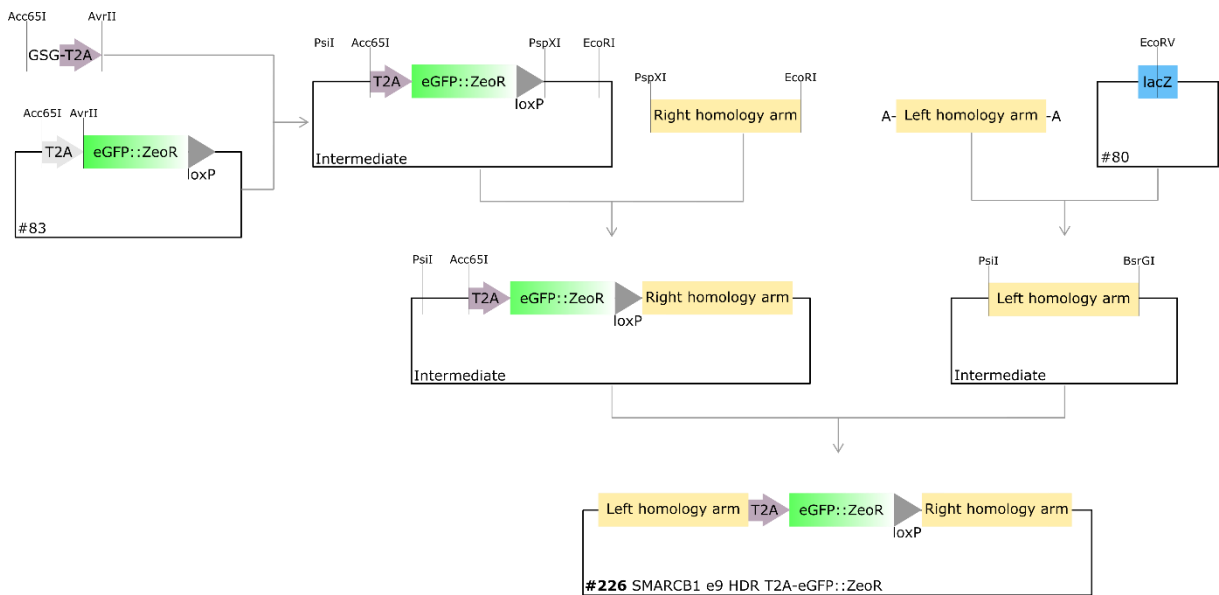 Acc65I AvrII
GSG-T2A
Acc65I AvrII
T2A eGFP::ZeoR
loxP
#83
PsiI Acc65I PspXI EcoRI
T2A eGFP::ZeoR
loxP
Intermediate
PspXI EcoRI
Right homology arm
A- Left homology arm -A
EcoRV
lacZ
#80
PsiI Acc65I
T2A eGFP::ZeoR Right homology arm
loxP
Intermediate
PsiI BsrGI
Left homology arm
Intermediate
Left homology arm T2A eGFP::ZeoR Right homology arm
loxP
#226 SMARCB1 e9 HDR T2A-eGFP::ZeoR